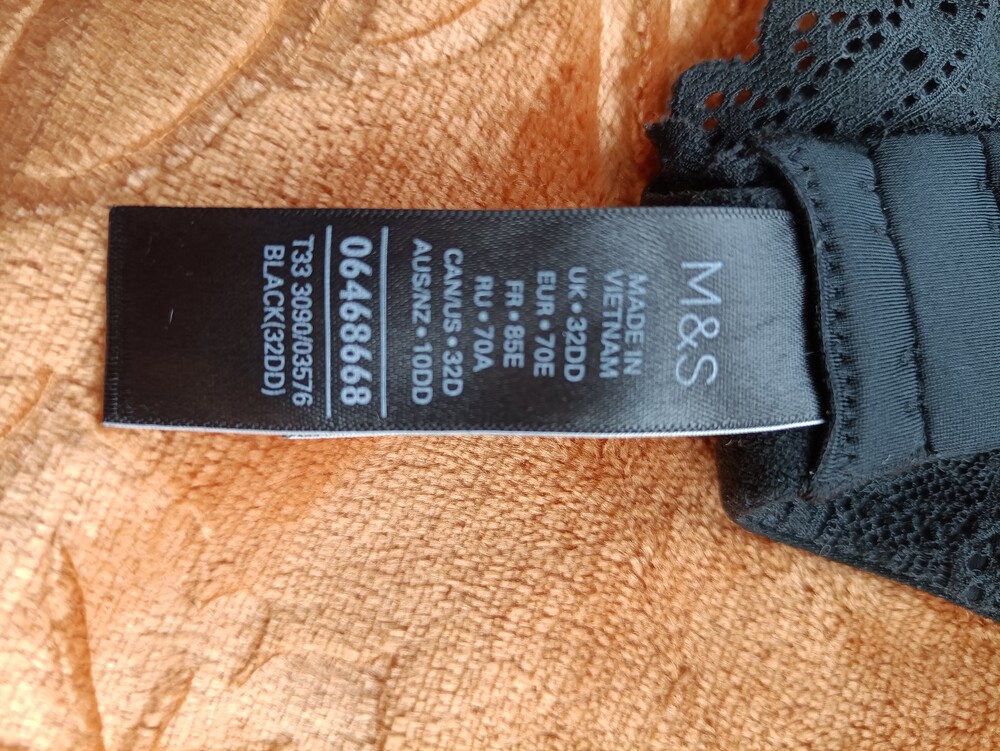 M&S
MADE IN
VIETNAM
UK•32DD
EUR•70E
FR•85E
RU•70A
CAN/US•32D
AUS/NZ•10DD
06468668
T33 3090/03576
BLACK(32DD)